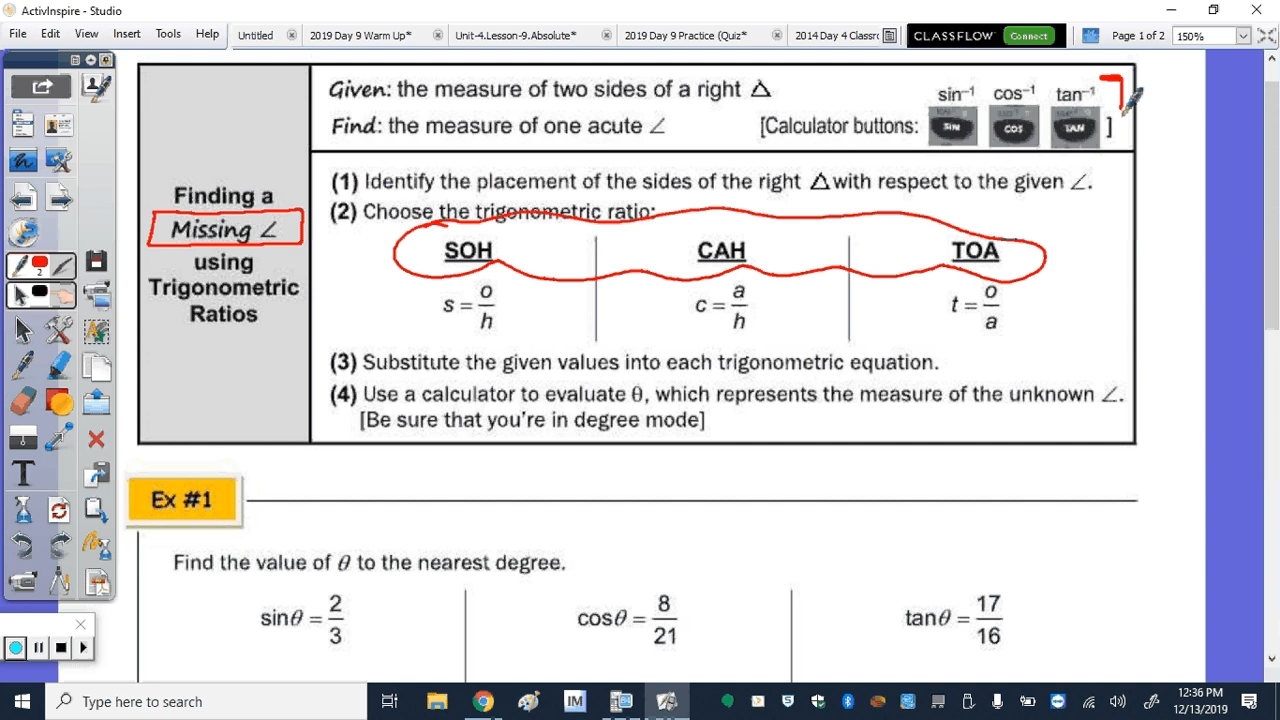 ActivInspire - Studio
File Edit View Insert Tools Help Untitled 2019 Day 9 Warm Up* Unit-4.Lesson-9.Absolute* 2019 Day 9 Practice (Quiz* 2014 Day 4 Classr CLASSFLOW Connect Page 1 of 2 150%
Given: the measure of two sides of a right △
sin⁻¹ cos⁻¹ tan⁻¹
Find: the measure of one acute ∠ [Calculator buttons: SIN COS TAN ]
Finding a
Missing ∠
using
Trigonometric
Ratios
(1) Identify the placement of the sides of the right △ with respect to the given ∠.
(2) Choose the trigonometric ratio:
SOH CAH TOA
s = o/h c = a/h t = o/a
(3) Substitute the given values into each trigonometric equation.
(4) Use a calculator to evaluate θ, which represents the measure of the unknown ∠.
[Be sure that you're in degree mode]
Ex #1
Find the value of θ to the nearest degree.
sinθ = 2/3 cosθ = 8/21 tanθ = 17/16
2
T
Type here to search
IM
12:36 PM
12/13/2019